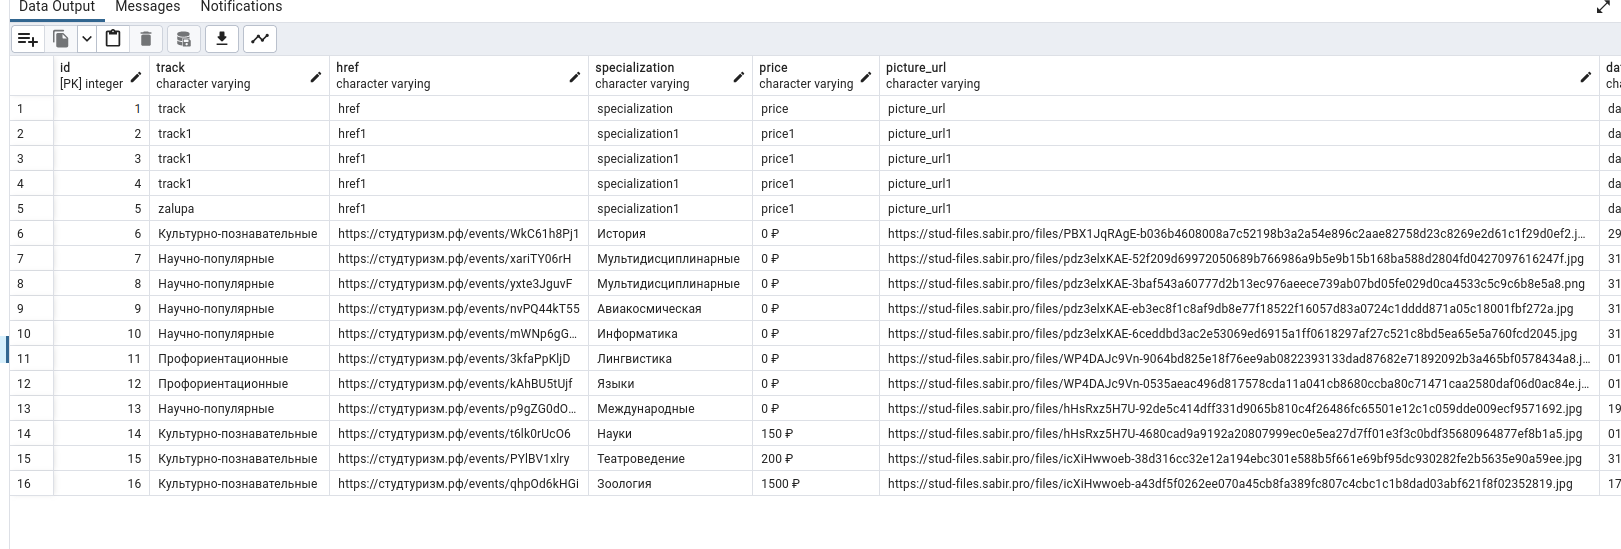 Data Output Messages Notifications
id track href specialization price picture_url da
[PK] integer character varying character varying character varying character varying character varying cha
1 1 track href specialization price picture_url da
2 2 track1 href1 specialization1 price1 picture_url1 da
3 3 track1 href1 specialization1 price1 picture_url1 da
4 4 track1 href1 specialization1 price1 picture_url1 da
5 5 zalupa href1 specialization1 price1 picture_url1 da
6 6 Культурно-познавательные https://студтуризм.рф/events/WkC61h8Pj1 История 0 ₽ https://stud-files.sabir.pro/files/PBX1JqRAgE-b036b4608008a7c52198b3a2a54e896c2aae82758d23c8269e2d61c1f29d0ef2.j... 29
7 7 Научно-популярные https://студтуризм.рф/events/xariTY06rH Мультидисциплинарные 0 ₽ https://stud-files.sabir.pro/files/pdz3elxKAE-52f209d69972050689b766986a9b5e9b15b168ba588d2804fd0427097616247f.jpg 31
8 8 Научно-популярные https://студтуризм.рф/events/yxte3JguvF Мультидисциплинарные 0 ₽ https://stud-files.sabir.pro/files/pdz3elxKAE-3baf543a60777d2b13ec976aeece739ab07bd05fe029d0ca4533c5c9c6b8e5a8.png 31
9 9 Научно-популярные https://студтуризм.рф/events/nvPQ44kT55 Авиакосмическая 0 ₽ https://stud-files.sabir.pro/files/pdz3elxKAE-eb3ec8f1c8af9db8e77f18522f16057d83a0724c1dddd871a05c18001fbf272a.jpg 31
10 10 Научно-популярные https://студтуризм.рф/events/mWNp6gG... Информатика 0 ₽ https://stud-files.sabir.pro/files/pdz3elxKAE-6ceddbd3ac2e53069ed6915a1ff0618297af27c521c8bd5ea65e5a760fcd2045.jpg 31
11 11 Профориентационные https://студтуризм.рф/events/3kfaPpKljD Лингвистика 0 ₽ https://stud-files.sabir.pro/files/WP4DAJc9Vn-9064bd825e18f76ee9ab0822393133dad87682e71892092b3a465bf0578434a8.j... 01
12 12 Профориентационные https://студтуризм.рф/events/kAhBU5tUjf Языки 0 ₽ https://stud-files.sabir.pro/files/WP4DAJc9Vn-0535aeac496d817578cda11a041cb8680ccba80c71471caa2580daf06d0ac84e.j... 01
13 13 Научно-популярные https://студтуризм.рф/events/p9gZG0dO... Международные 0 ₽ https://stud-files.sabir.pro/files/hHsRxz5H7U-92de5c414dff331d9065b810c4f26486fc65501e12c1c059dde009ecf9571692.jpg 19
14 14 Культурно-познавательные https://студтуризм.рф/events/t6lk0rUcO6 Науки 150 ₽ https://stud-files.sabir.pro/files/hHsRxz5H7U-4680cad9a9192a20807999ec0e5ea27d7ff01e3f3c0bdf35680964877ef8b1a5.jpg 01
15 15 Культурно-познавательные https://студтуризм.рф/events/PYlBV1xlry Театроведение 200 ₽ https://stud-files.sabir.pro/files/icXiHwwoeb-38d316cc32e12a194ebc301e588b5f661e69bf95dc930282fe2b5635e90a59ee.jpg 31
16 16 Культурно-познавательные https://студтуризм.рф/events/qhpOd6kHGi Зоология 1500 ₽ https://stud-files.sabir.pro/files/icXiHwwoeb-a43df5f0262ee070a45cb8fa389fc807c4cbc1c1b8dad03abf621f8f02352819.jpg 17